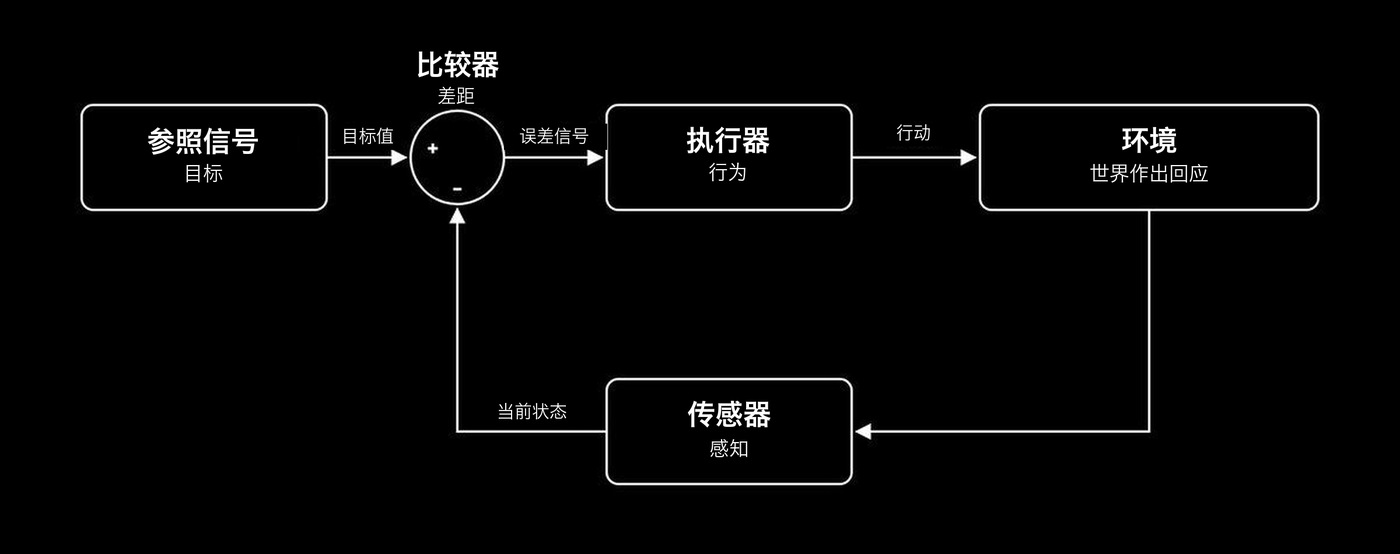 比较器
差距
参照信号
目标
目标值
+
-
误差信号
执行器
行为
行动
环境
世界作出回应
当前状态
传感器
感知